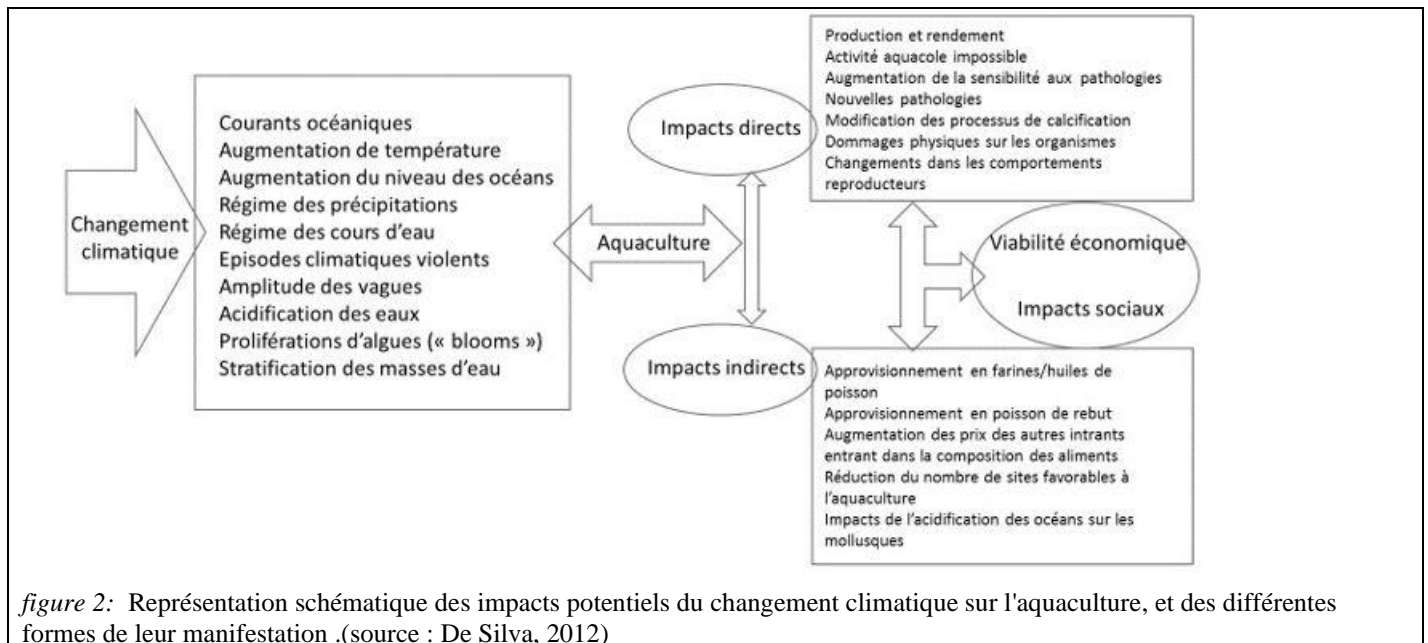 Changement
climatique
Courants océaniques
Augmentation de température
Augmentation du niveau des océans
Régime des précipitations
Régime des cours d'eau
Episodes climatiques violents
Amplitude des vagues
Acidification des eaux
Proliférations d'algues (« blooms »)
Stratification des masses d'eau
Aquaculture
Impacts directs
Production et rendement
Activité aquacole impossible
Augmentation de la sensibilité aux pathologies
Nouvelles pathologies
Modification des processus de calcification
Dommages physiques sur les organismes
Changements dans les comportements
reproducteurs
Viabilité économique
Impacts sociaux
Impacts indirects
Approvisionnement en farines/huiles de
poisson
Approvisionnement en poisson de rebut
Augmentation des prix des autres intrants
entrant dans la composition des aliments
Réduction du nombre de sites favorables à
l'aquaculture
Impacts de l'acidification des océans sur les
mollusques
figure 2: Représentation schématique des impacts potentiels du changement climatique sur l'aquaculture, et des différentes
formes de leur manifestation .(source : De Silva, 2012)